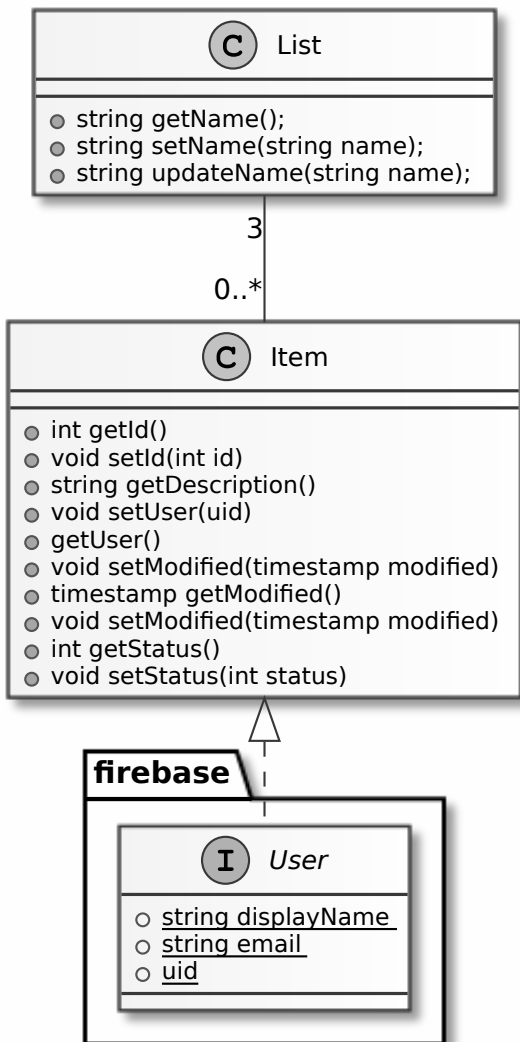 C List
string getName();
string setName(string name);
string updateName(string name);
3
0..*
C Item
int getId()
void setId(int id)
string getDescription()
void setUser(uid)
getUser()
void setModified(timestamp modified)
timestamp getModified()
void setModified(timestamp modified)
int getStatus()
void setStatus(int status)
firebase
I User
string displayName
string email
uid